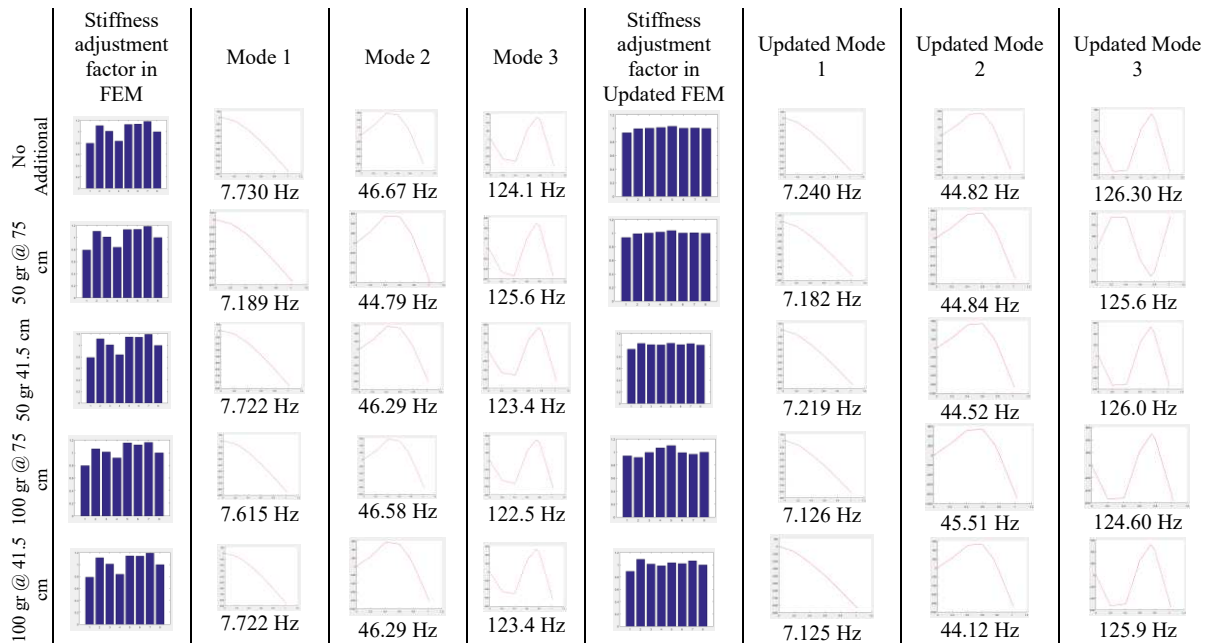 Stiffness
adjustment
factor in
FEM
Mode 1
Mode 2
Mode 3
Stiffness
adjustment
factor in
Updated FEM
Updated Mode
1
Updated Mode
2
Updated Mode
3
No
Additional
7.730 Hz
46.67 Hz
124.1 Hz
7.240 Hz
44.82 Hz
126.30 Hz
50 gr @ 75
cm
7.189 Hz
44.79 Hz
125.6 Hz
7.182 Hz
44.84 Hz
125.6 Hz
50 gr 41.5 cm
7.722 Hz
46.29 Hz
123.4 Hz
7.219 Hz
44.52 Hz
126.0 Hz
100 gr @ 75
cm
7.615 Hz
46.58 Hz
122.5 Hz
7.126 Hz
45.51 Hz
124.60 Hz
100 gr @ 41.5
cm
7.722 Hz
46.29 Hz
123.4 Hz
7.125 Hz
44.12 Hz
125.9 Hz